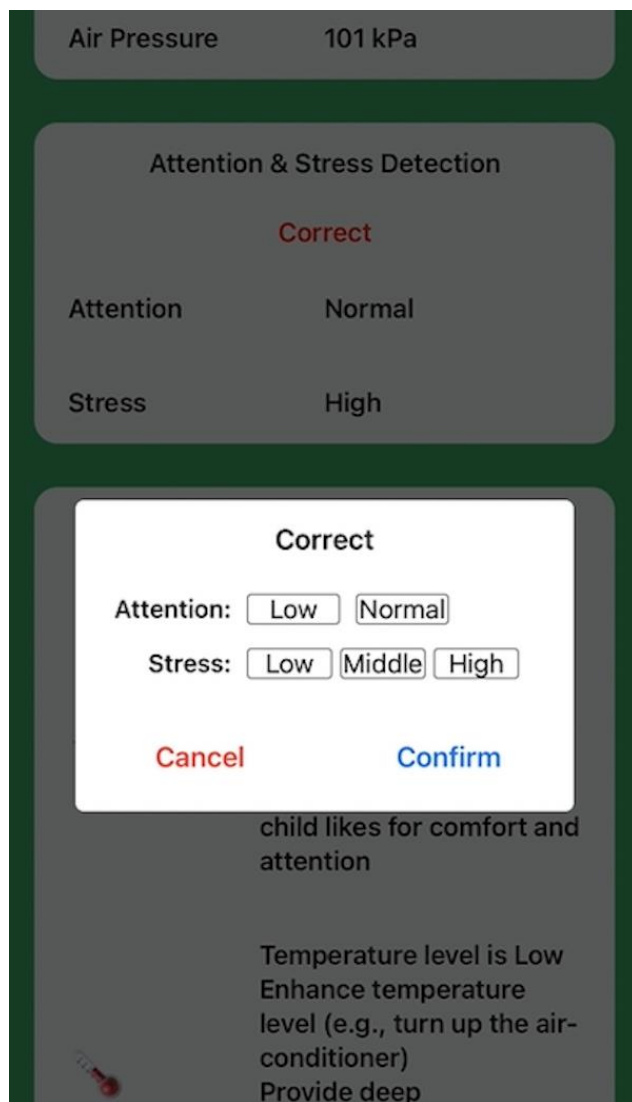 Air Pressure 101 kPa
Attention & Stress Detection
Correct
Attention Normal
Stress High
Correct
Attention: Low Normal
Stress: Low Middle High
Cancel Confirm
child likes for comfort and
attention
Temperature level is Low
Enhance temperature
level (e.g., turn up the air-
conditioner)
Provide deep